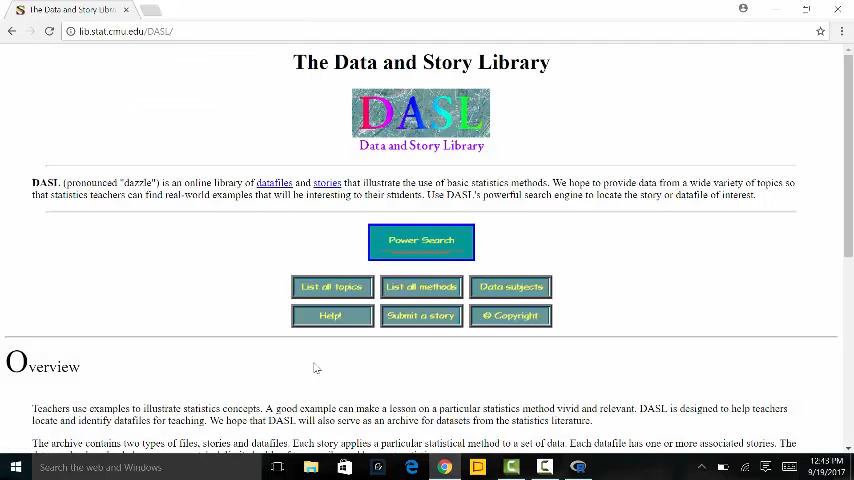 The Data and Story Libra
lib.stat.cmu.edu/DASL/
The Data and Story Library
DASL
Data and Story Library
DASL (pronounced "dazzle") is an online library of datafiles and stories that illustrate the use of basic statistics methods. We hope to provide data from a wide variety of topics so
that statistics teachers can find real-world examples that will be interesting to their students. Use DASL's powerful search engine to locate the story or datafile of interest.
Power Search
List all topics List all methods Data subjects
Help! Submit a story © Copyright
Overview
Teachers use examples to illustrate statistics concepts. A good example can make a lesson on a particular statistics method vivid and relevant. DASL is designed to help teachers
locate and identify datafiles for teaching. We hope that DASL will also serve as an archive for datasets from the statistics literature.
The archive contains two types of files, stories and datafiles. Each story applies a particular statistical method to a set of data. Each datafile has one or more associated stories. The
Search the web and Windows
12:43 PM
9/19/2017